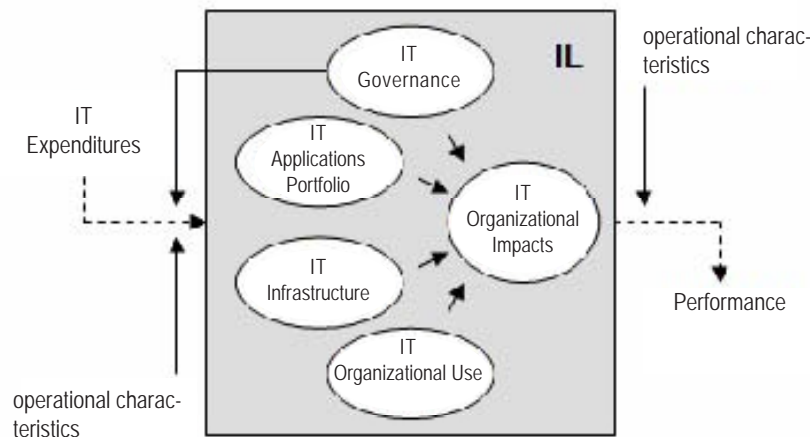 IT
Governance
IL
operational charac-
teristics
IT
Expenditures
IT
Applications
Portfolio
IT
Organizational
Impacts
IT
Infrastructure
Performance
IT
Organizational Use
operational charac-
teristics